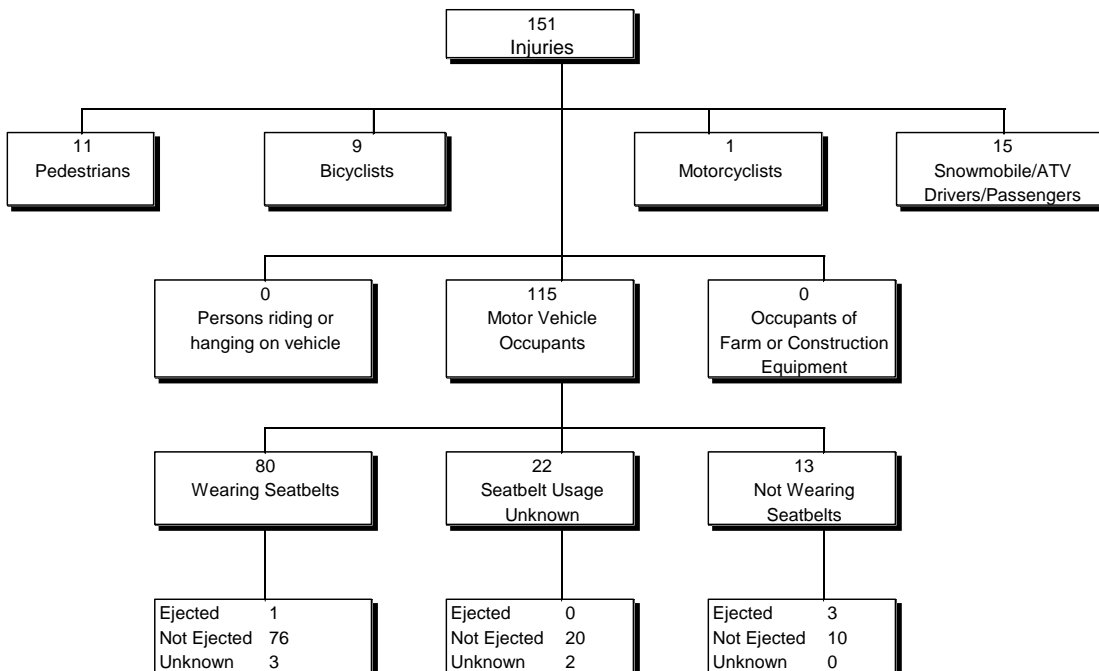 151
Injuries
11
Pedestrians
9
Bicyclists
1
Motorcyclists
15
Snowmobile/ATV
Drivers/Passengers
0
Persons riding or
hanging on vehicle
115
Motor Vehicle
Occupants
0
Occupants of
Farm or Construction
Equipment
80
Wearing Seatbelts
22
Seatbelt Usage
Unknown
13
Not Wearing
Seatbelts
Ejected 1
Not Ejected 76
Unknown 3
Ejected 0
Not Ejected 20
Unknown 2
Ejected 3
Not Ejected 10
Unknown 0